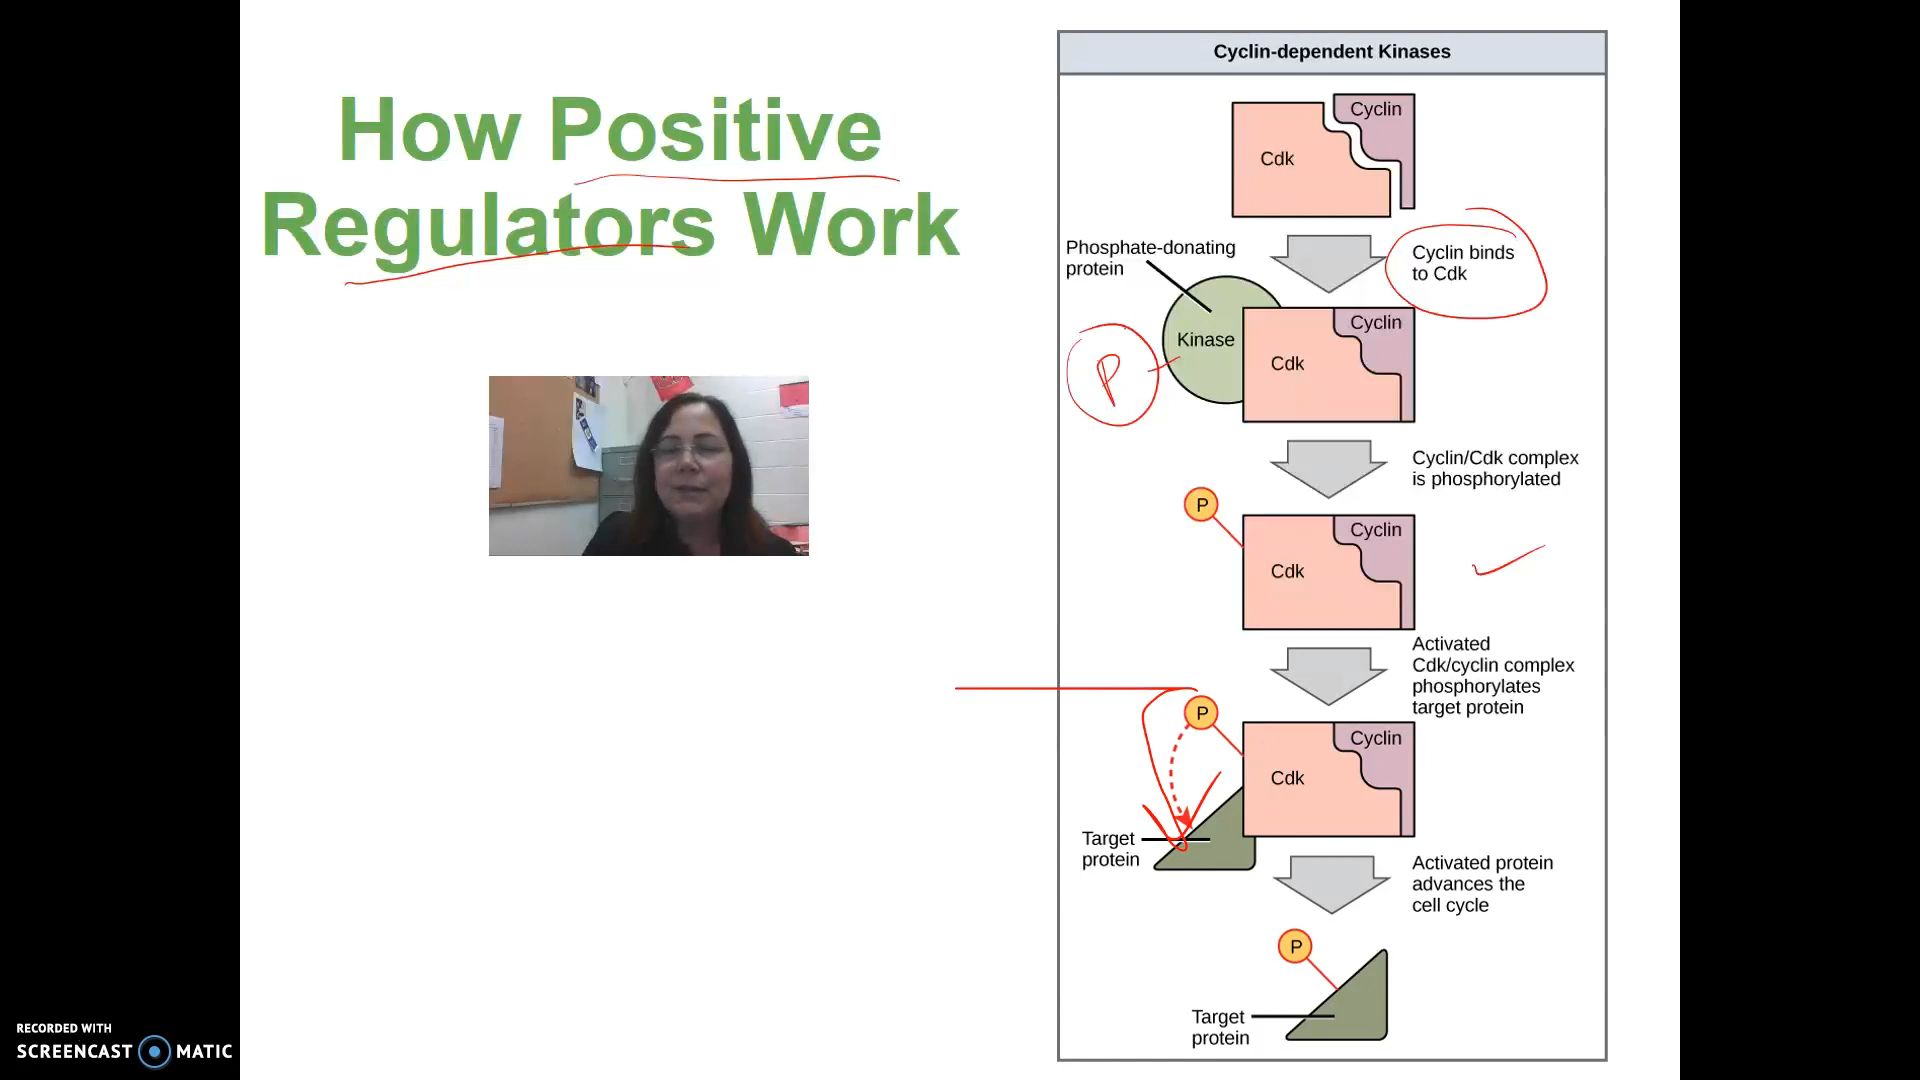 How Positive
Regulators Work
Cyclin-dependent Kinases
Cyclin
Cdk
Cyclin binds
to Cdk
Phosphate-donating
protein
Kinase
Cyclin
Cdk
P
Cyclin/Cdk complex
is phosphorylated
P
Cyclin
Cdk
Activated
Cdk/cyclin complex
phosphorylates
target protein
P
Cyclin
Cdk
Target
protein
Activated protein
advances the
cell cycle
P
Target
protein
RECORDED WITH
SCREENCAST MATIC